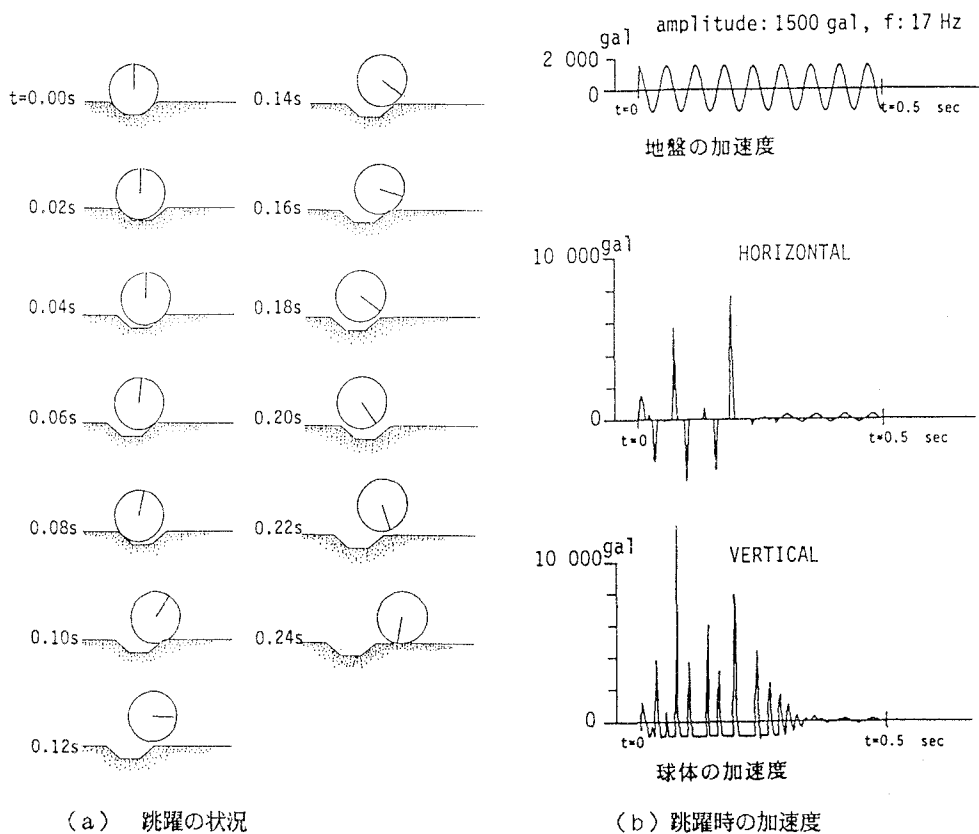 t=0.00s
0.02s
0.04s
0.06s
0.08s
0.10s
0.12s
0.14s
0.16s
0.18s
0.20s
0.22s
0.24s
(a) 跳躍の状況
amplitude: 1500 gal, f: 17 Hz
gal
2 000
0
t=0
t=0.5 sec
地盤の加速度
gal
10 000
HORIZONTAL
0
t=0
t=0.5 sec
gal
10 000
VERTICAL
0
t=0
t=0.5 sec
球体の加速度
(b) 跳躍時の加速度